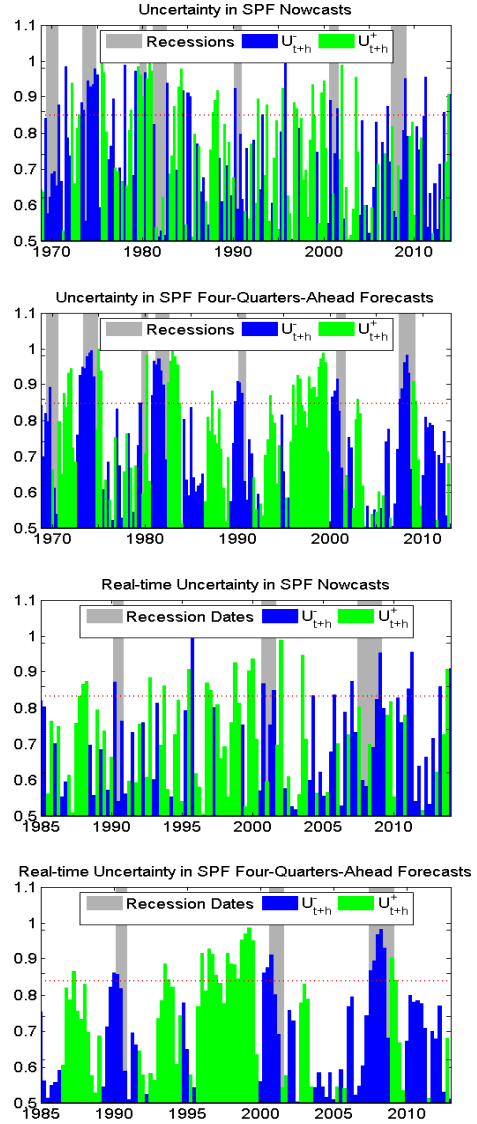 Uncertainty in SPF Nowcasts
Recessions U⁻t+h U⁺t+h
1
0.9
0.8
0.7
0.6
0.5
1970 1980 1990 2000 2010
Uncertainty in SPF Four-Quarters-Ahead Forecasts
1.1
Recessions U⁻t+h U⁺t+h
1
0.9
0.8
0.7
0.6
0.5
1970 1980 1990 2000 2010
Real-time Uncertainty in SPF Nowcasts
1.1
Recession Dates U⁻t+h U⁺t+h
1
0.9
0.8
0.7
0.6
0.5
1985 1990 1995 2000 2005 2010
Real-time Uncertainty in SPF Four-Quarters-Ahead Forecasts
1.1
Recession Dates U⁻t+h U⁺t+h
1
0.9
0.8
0.7
0.6
0.5
1985 1990 1995 2000 2005 2010